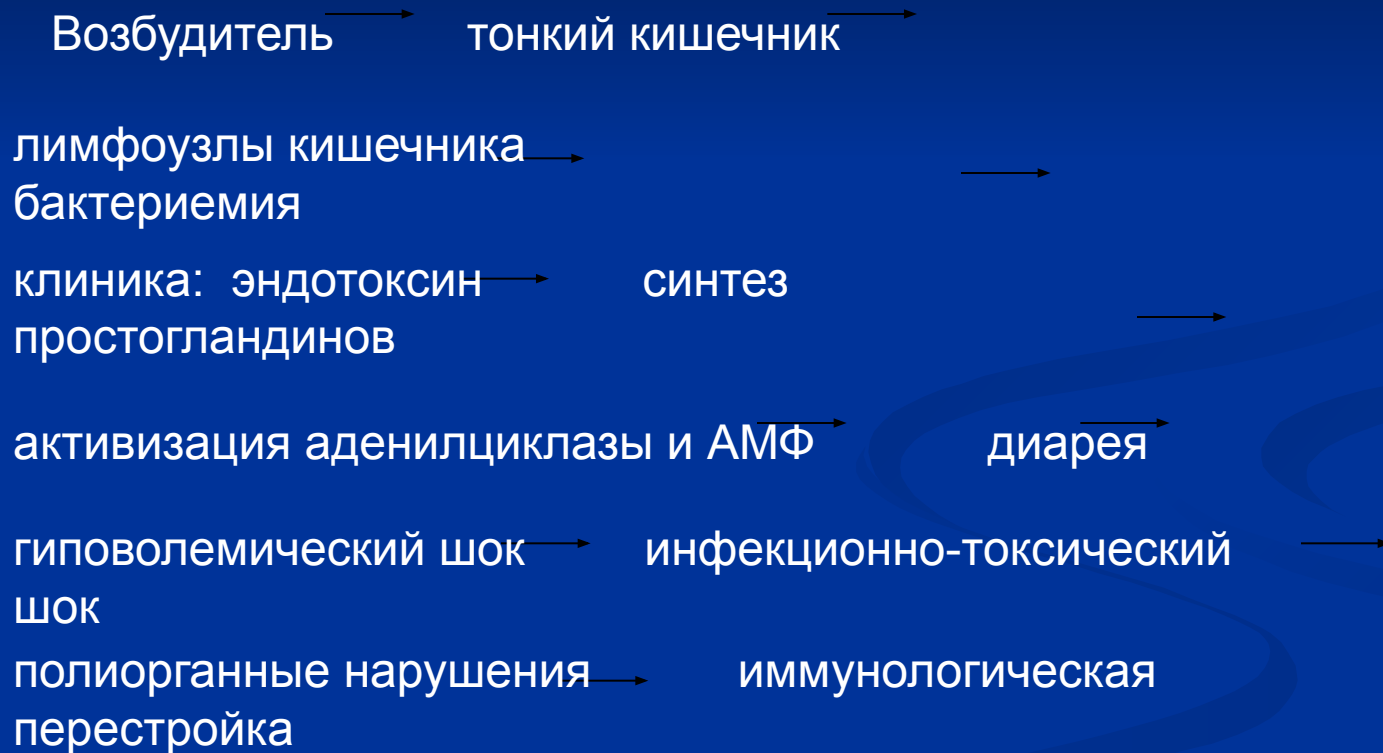 Возбудитель тонкий кишечник
лимфоузлы кишечника
бактериемия
клиника: эндотоксин синтез
простогландинов
активизация аденилциклазы и АМФ диарея
гиповолемический шок инфекционно-токсический
шок
полиорганные нарушения иммунологическая
перестройка